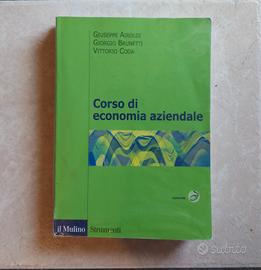 GIUSEPPE AIROLDI
GIORGIO BRUNETTI
VITTORIO CODA
Corso di
economia aziendale
il Mulino
Strumenti
subito